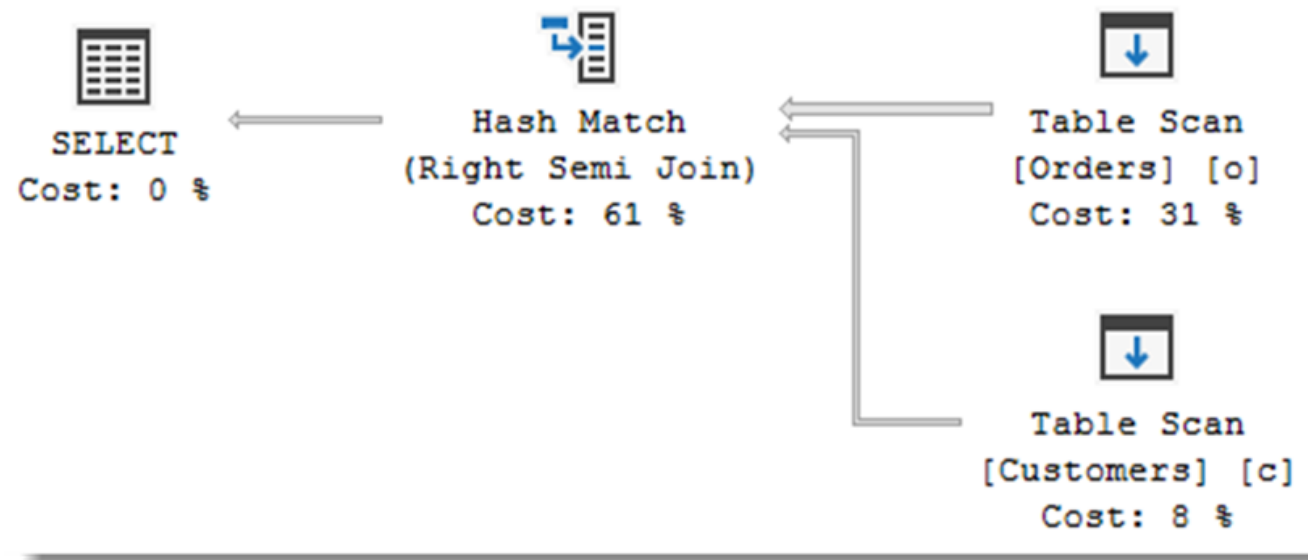 SELECT
Cost: 0 %
Hash Match
(Right Semi Join)
Cost: 61 %
Table Scan
[Orders] [o]
Cost: 31 %
Table Scan
[Customers] [c]
Cost: 8 %